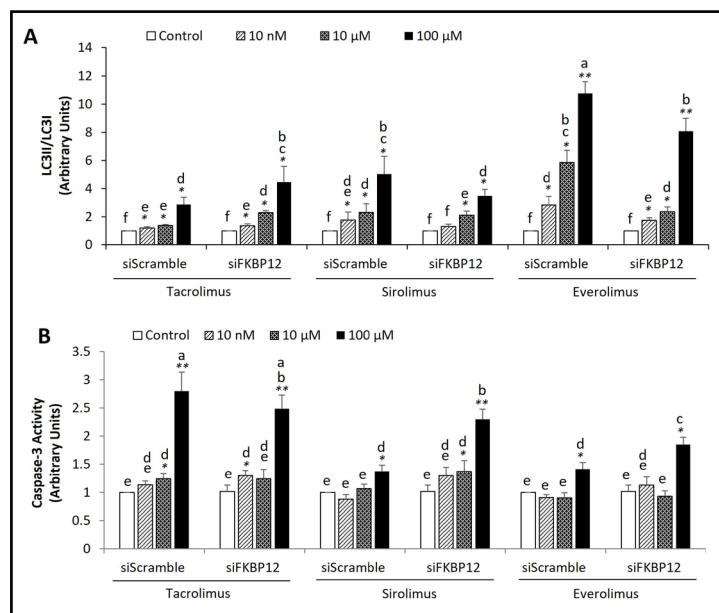 A
Control 10 nM 10 µM 100 µM
LC3II/LC3I
(Arbitrary Units)
14
12
10
8
6
4
2
0
f e * e * d * f e * d * b c * f d e * d * b c * f f e * d * f d * b c * a ** f e * d * b **
siScramble siFKBP12 siScramble siFKBP12 siScramble siFKBP12
Tacrolimus Sirolimus Everolimus
B
Control 10 nM 10 µM 100 µM
Caspase-3 Activity
(Arbitrary Units)
3.5
3
2.5
2
1.5
1
0.5
0
e d e d * a ** e d * e d e a b ** e e e d * e d e d * e b ** e e e d * e d e e c *
siScramble siFKBP12 siScramble siFKBP12 siScramble siFKBP12
Tacrolimus Sirolimus Everolimus